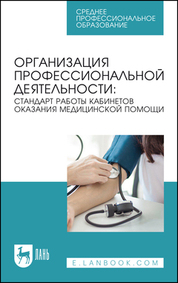 СРЕДНЕЕ
ПРОФЕССИОНАЛЬНОЕ
ОБРАЗОВАНИЕ
ОРГАНИЗАЦИЯ
ПРОФЕССИОНАЛЬНОЙ
ДЕЯТЕЛЬНОСТИ:
СТАНДАРТ РАБОТЫ КАБИНЕТОВ
ОКАЗАНИЯ МЕДИЦИНСКОЙ ПОМОЩИ
ЛАНЬ
E.LANBOOK.COM